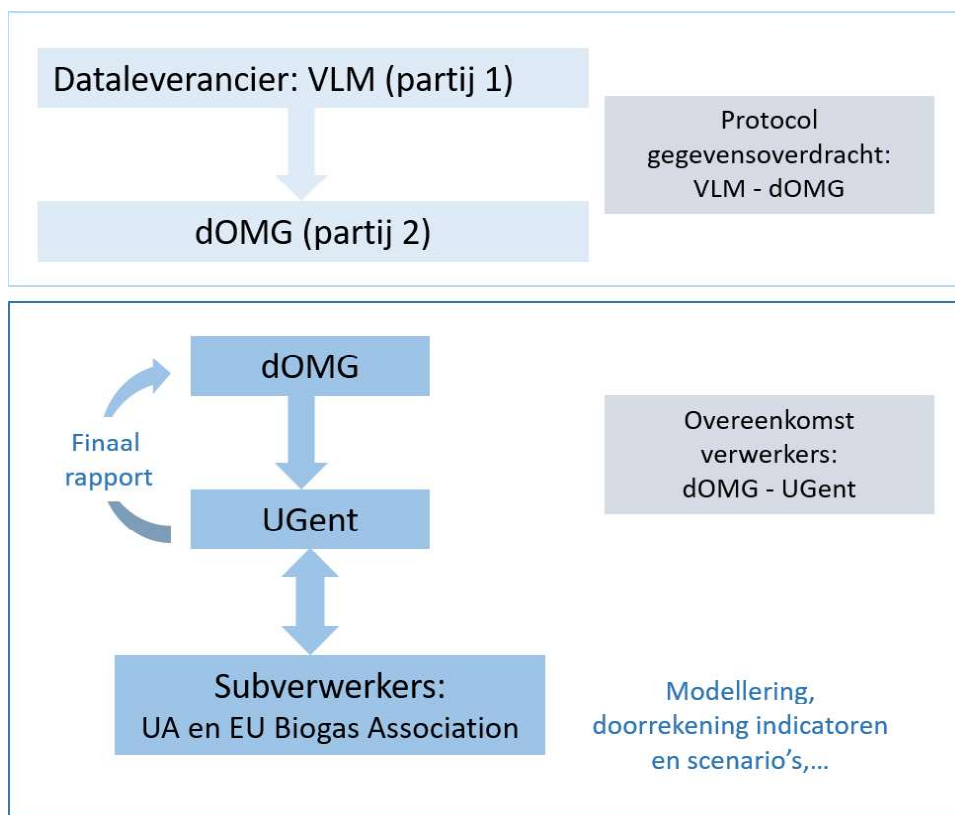 Dataleverancier: VLM (partij 1)
Protocol
gegevensoverdracht:
VLM - dOMG
dOMG (partij 2)
dOMG
Finaal
rapport
Overeenkomst
verwerkers:
dOMG - UGent
UGent
Subverwerkers:
UA en EU Biogas Association
Modellering,
doorrekening indicatoren
en scenario's,...